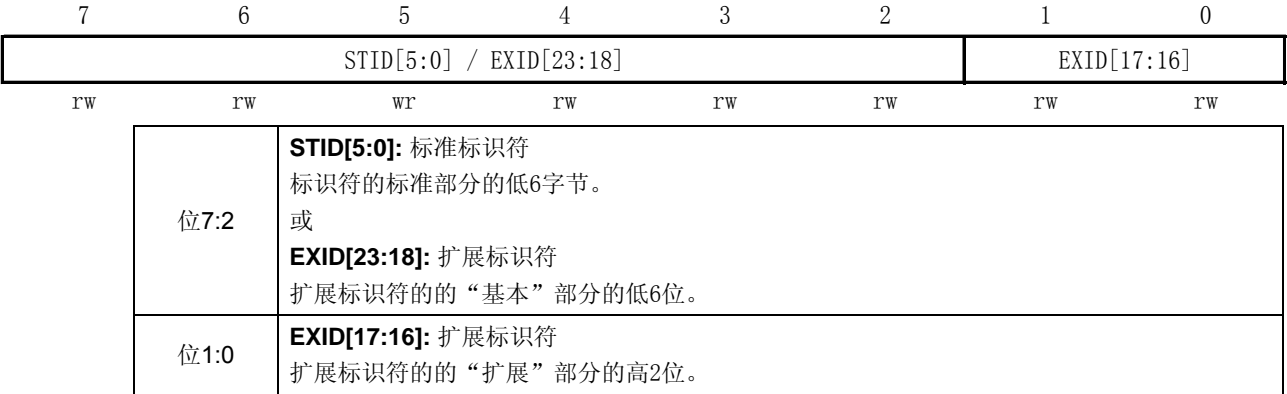 7 6 5 4 3 2 1 0
STID[5:0] / EXID[23:18] EXID[17:16]
rw rw wr rw rw rw rw rw
位7:2
STID[5:0]: 标准标识符
标识符的标准部分的低6字节。
或
EXID[23:18]: 扩展标识符
扩展标识符的的“基本”部分的低6位。
位1:0
EXID[17:16]: 扩展标识符
扩展标识符的的“扩展”部分的高2位。